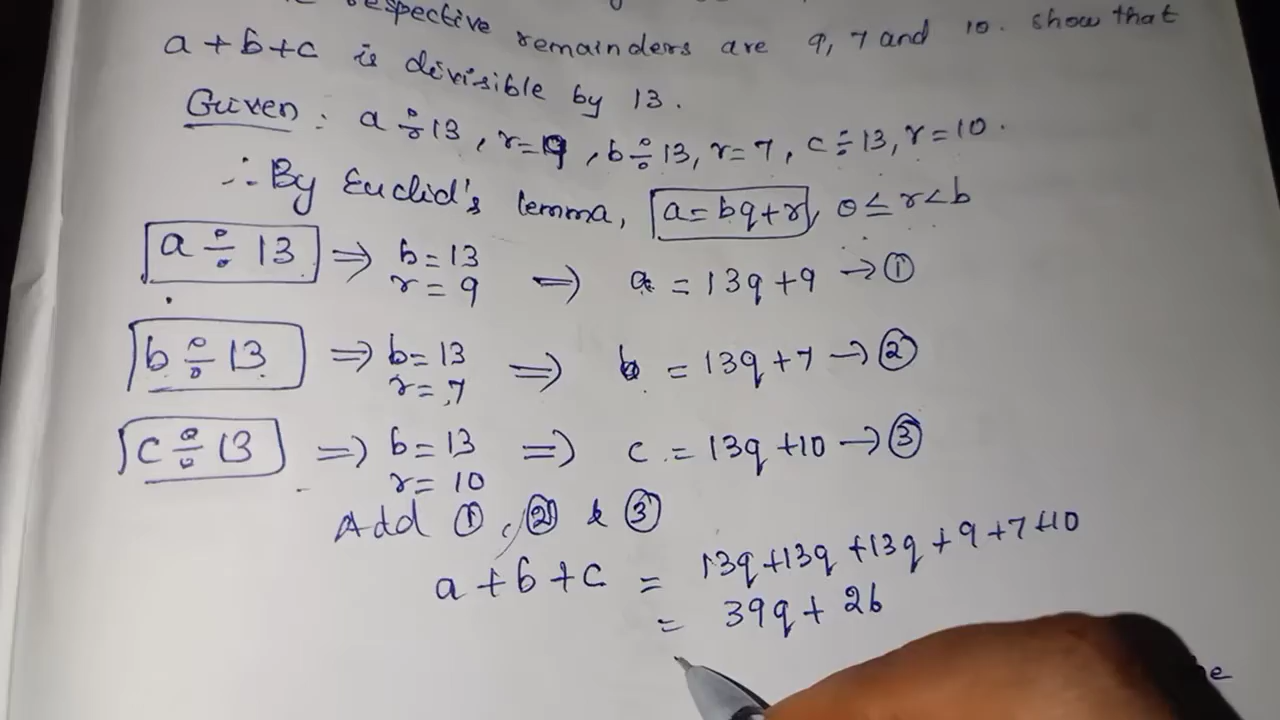 respective remainders are 9, 7 and 10. show that
a + b + c is divisible by 13.
Given: a ÷ 13, r = 9, b ÷ 13, r = 7, c ÷ 13, r = 10.
∴ By Euclid's lemma, a = bq + r, 0 ≤ r < b
a ÷ 13 ⇒ b = 13
r = 9 ⇒ a = 13q + 9 → ①
b ÷ 13 ⇒ b = 13
r = 7 ⇒ b = 13q + 7 → ②
c ÷ 13 ⇒ b = 13
r = 10 ⇒ c = 13q + 10 → ③
Add ①, ② & ③
a + b + c = 13q + 13q + 13q + 9 + 7 + 10
= 39q + 26